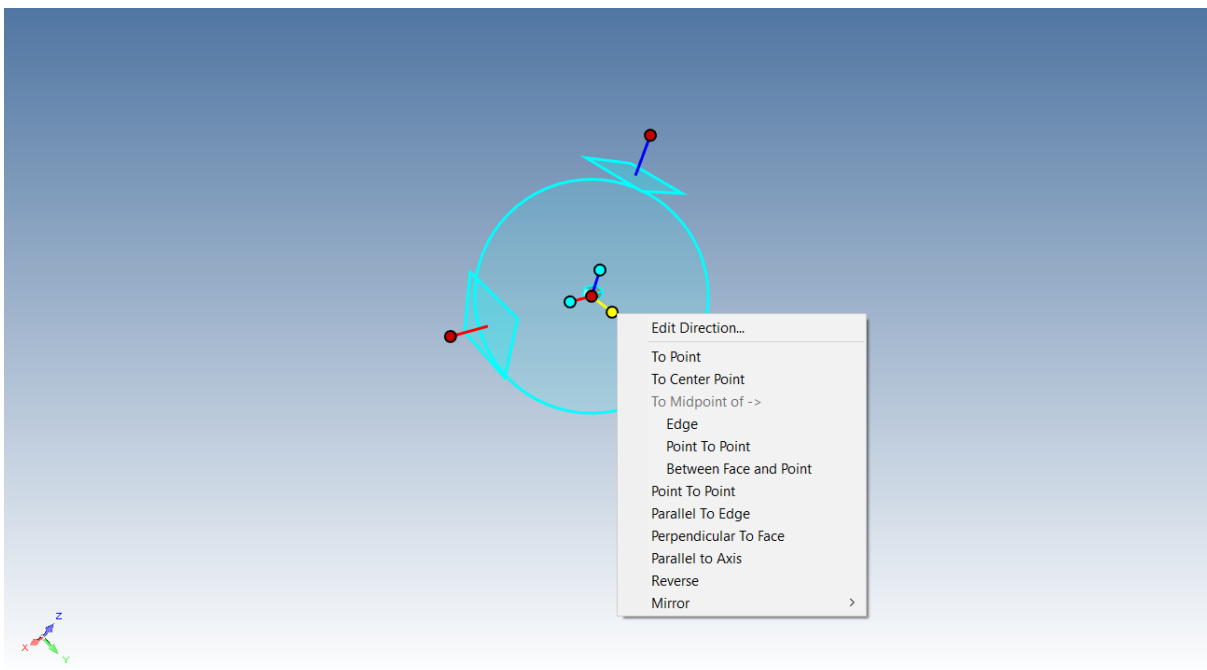 Edit Direction...
To Point
To Center Point
To Midpoint of ->
Edge
Point To Point
Between Face and Point
Point To Point
Parallel To Edge
Perpendicular To Face
Parallel to Axis
Reverse
Mirror
Z
X
Y